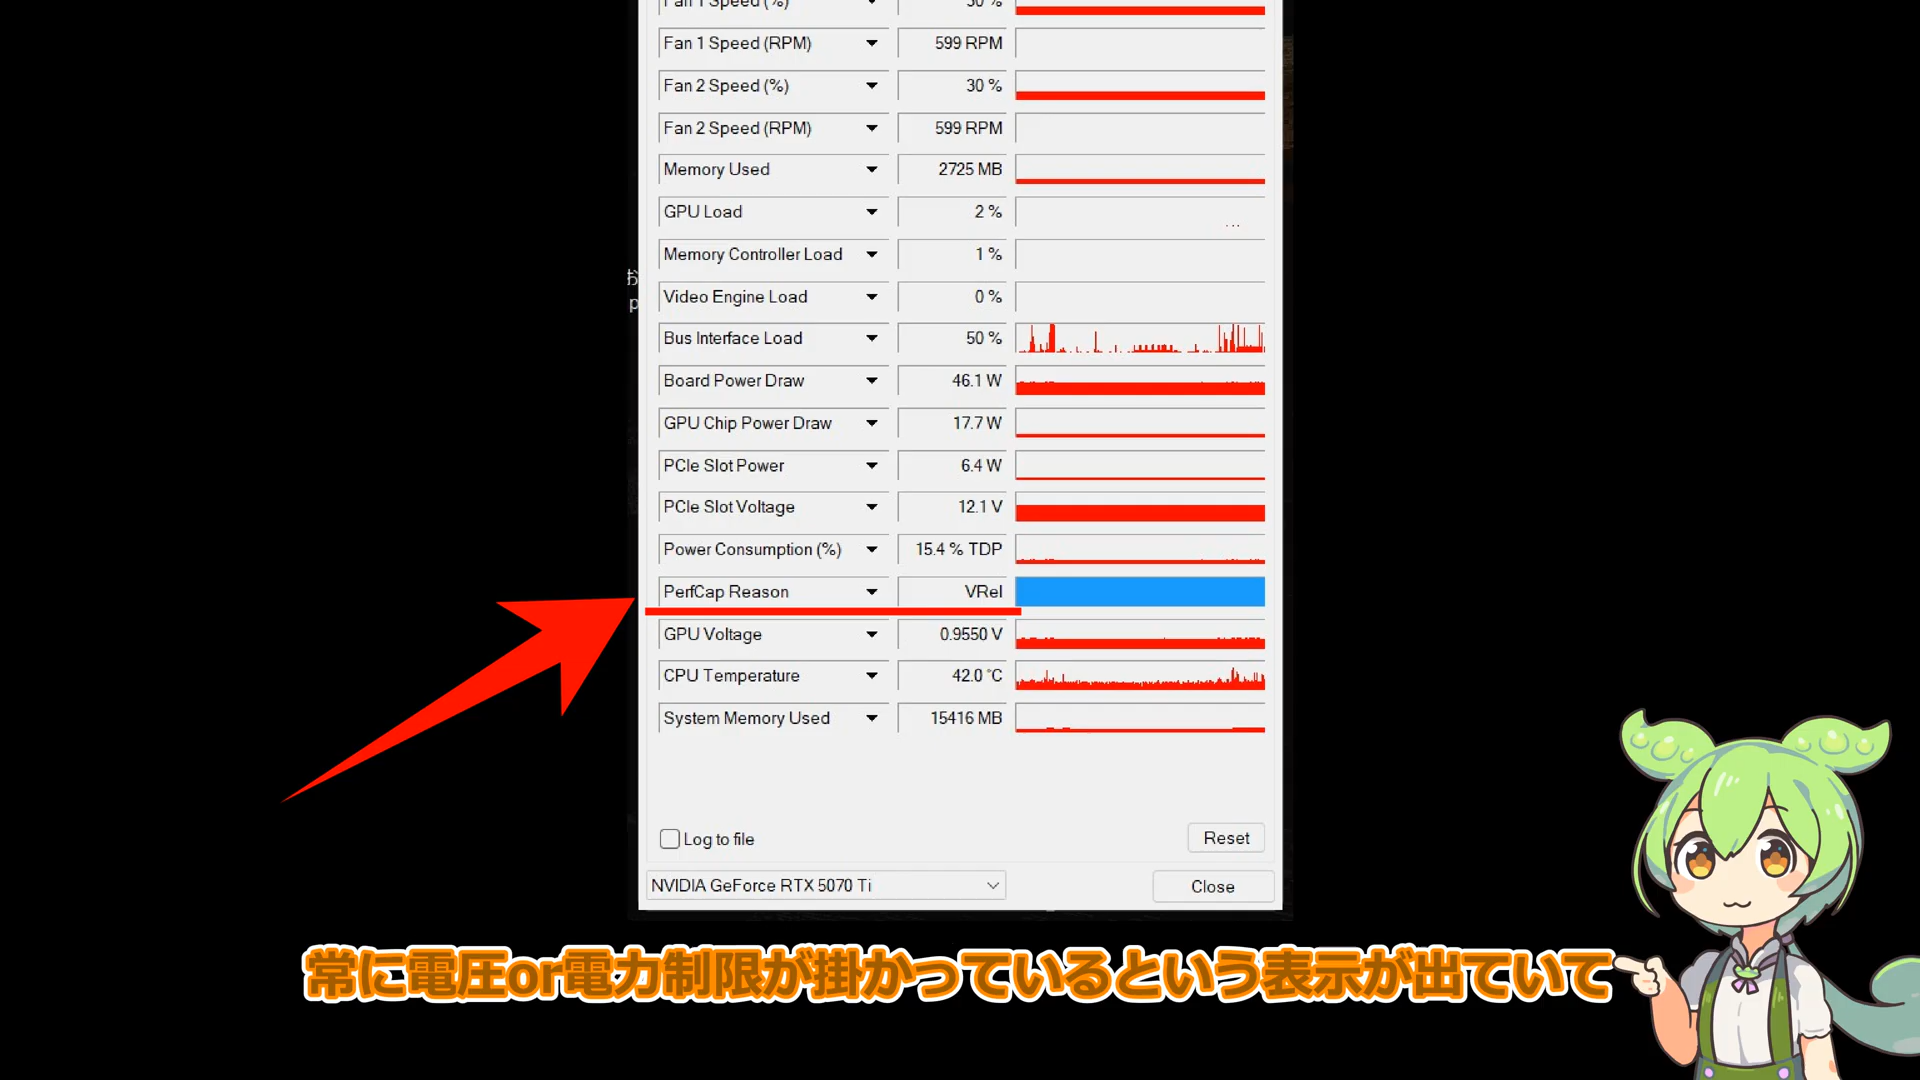 Fan 1 Speed (%) 30 %
Fan 1 Speed (RPM) 599 RPM
Fan 2 Speed (%) 30 %
Fan 2 Speed (RPM) 599 RPM
Memory Used 2725 MB
GPU Load 2 %
Memory Controller Load 1 %
Video Engine Load 0 %
お
Bus Interface Load 50 %
p
Board Power Draw 46.1 W
GPU Chip Power Draw 17.7 W
PCIe Slot Power 6.4 W
PCIe Slot Voltage 12.1 V
Power Consumption (%) 15.4 % TDP
PerfCap Reason VRel
GPU Voltage 0.9550 V
CPU Temperature 42.0 °C
System Memory Used 15416 MB
Log to file Reset
NVIDIA GeForce RTX 5070 Ti Close
常に電圧or電力制限が掛かっているという表示が出ていて